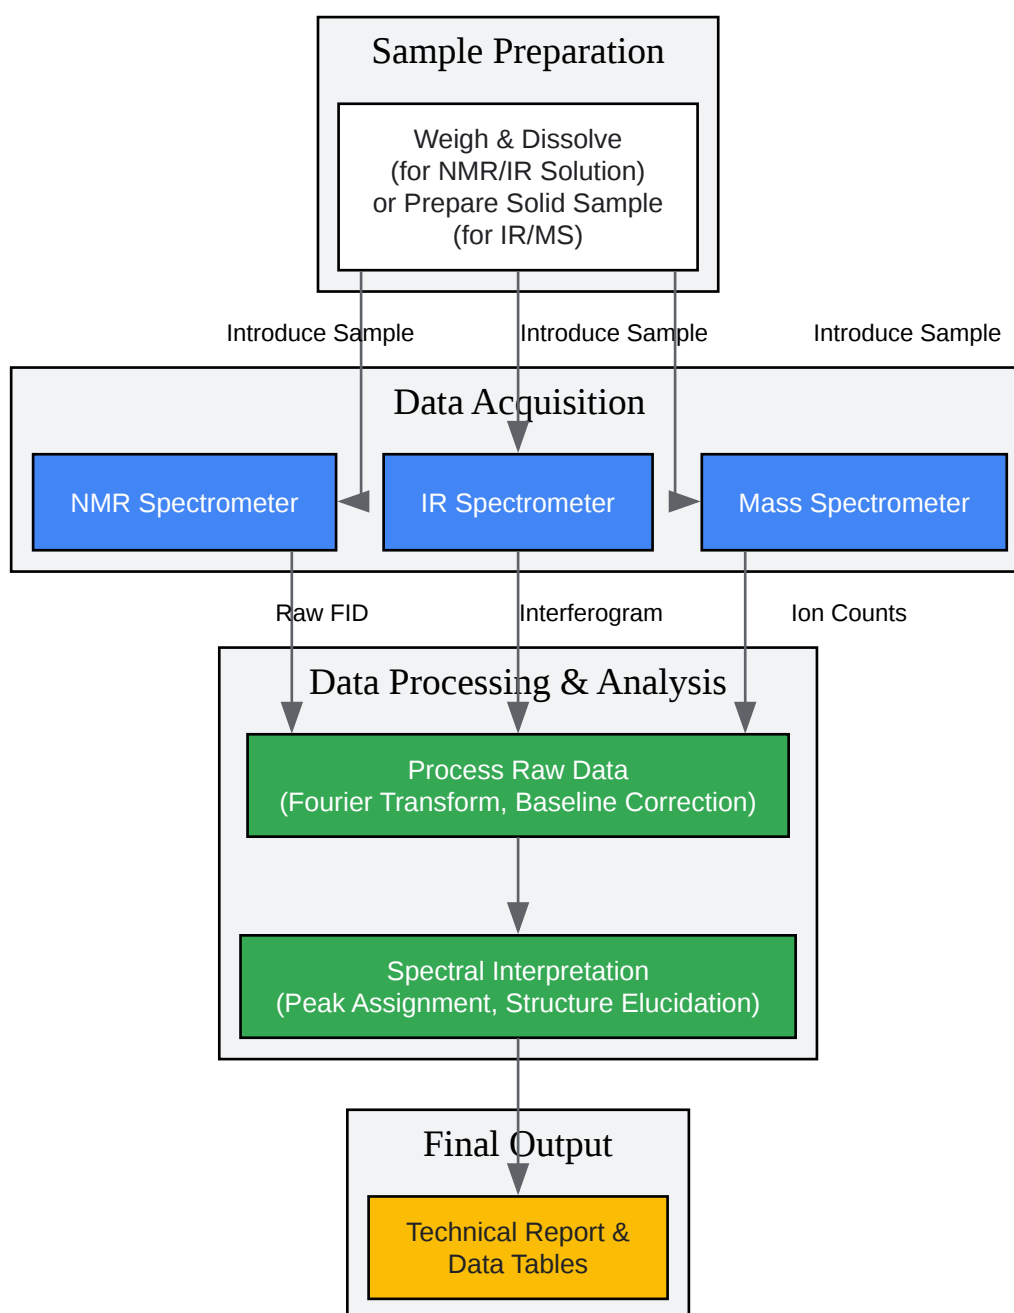 Sample Preparation
Weigh & Dissolve
(for NMR/IR Solution)
or Prepare Solid Sample
(for IR/MS)
Introduce Sample
Introduce Sample
Introduce Sample
Data Acquisition
NMR Spectrometer
IR Spectrometer
Mass Spectrometer
Raw FID
Interferogram
Ion Counts
Data Processing & Analysis
Process Raw Data
(Fourier Transform, Baseline Correction)
Spectral Interpretation
(Peak Assignment, Structure Elucidation)
Final Output
Technical Report &
Data Tables